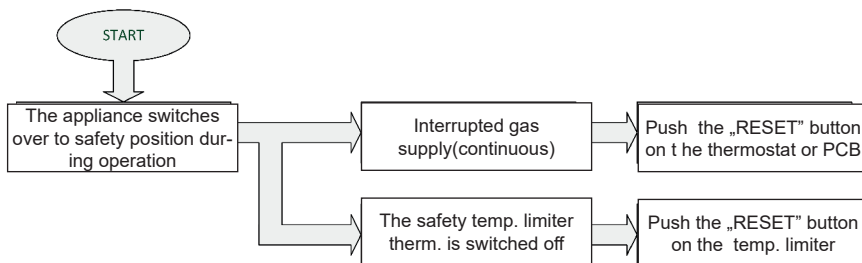 START
The appliance switches
over to safety position dur-
ing operation
Interrupted gas
supply(continuous)
Push the „RESET” button
on t he thermostat or PCB
The safety temp. limiter
therm. is switched off
Push the „RESET” button
on the temp. limiter